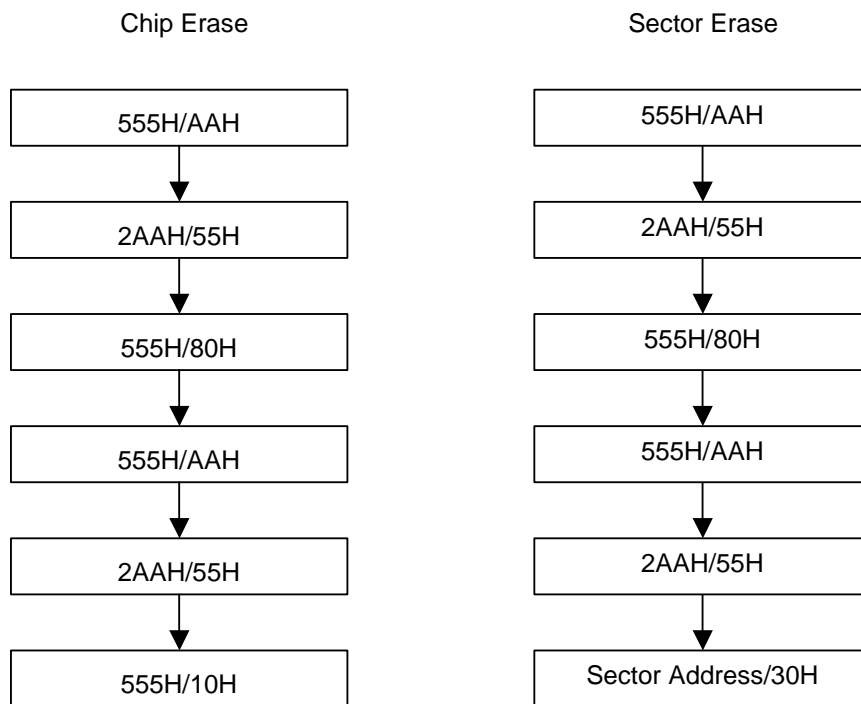 Chip Erase
555H/AAH
2AAH/55H
555H/80H
555H/AAH
2AAH/55H
555H/10H
Sector Erase
555H/AAH
2AAH/55H
555H/80H
555H/AAH
2AAH/55H
Sector Address/30H